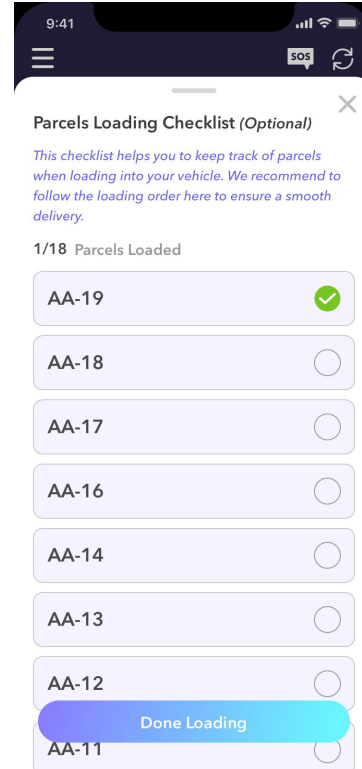 9:41
SOS
Parcels Loading Checklist (Optional)
This checklist helps you to keep track of parcels
when loading into your vehicle. We recommend to
follow the loading order here to ensure a smooth
delivery.
1/18 Parcels Loaded
AA-19
AA-18
AA-17
AA-16
AA-14
AA-13
AA-12
Done Loading
AA-11